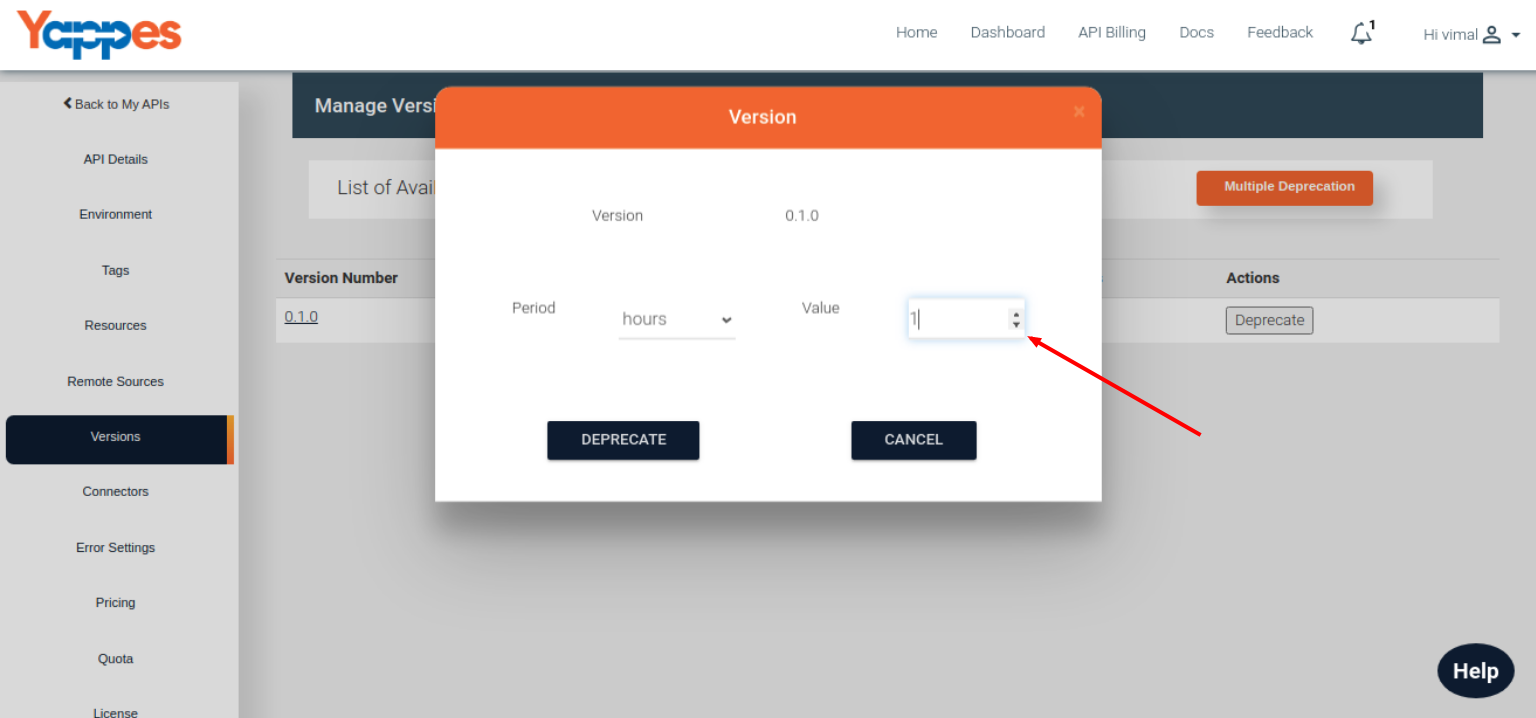 Yappes
Home Dashboard API Billing Docs Feedback 1 Hi vimal
Back to My APIs
API Details
Environment
Tags
Resources
Remote Sources
Versions
Connectors
Error Settings
Pricing
Quota
License
Manage Versi
List of Avai
Multiple Deprecation
Version Number Actions
0.1.0 Deprecate
Version ×
Version 0.1.0
Period hours Value 1
DEPRECATE CANCEL
Help